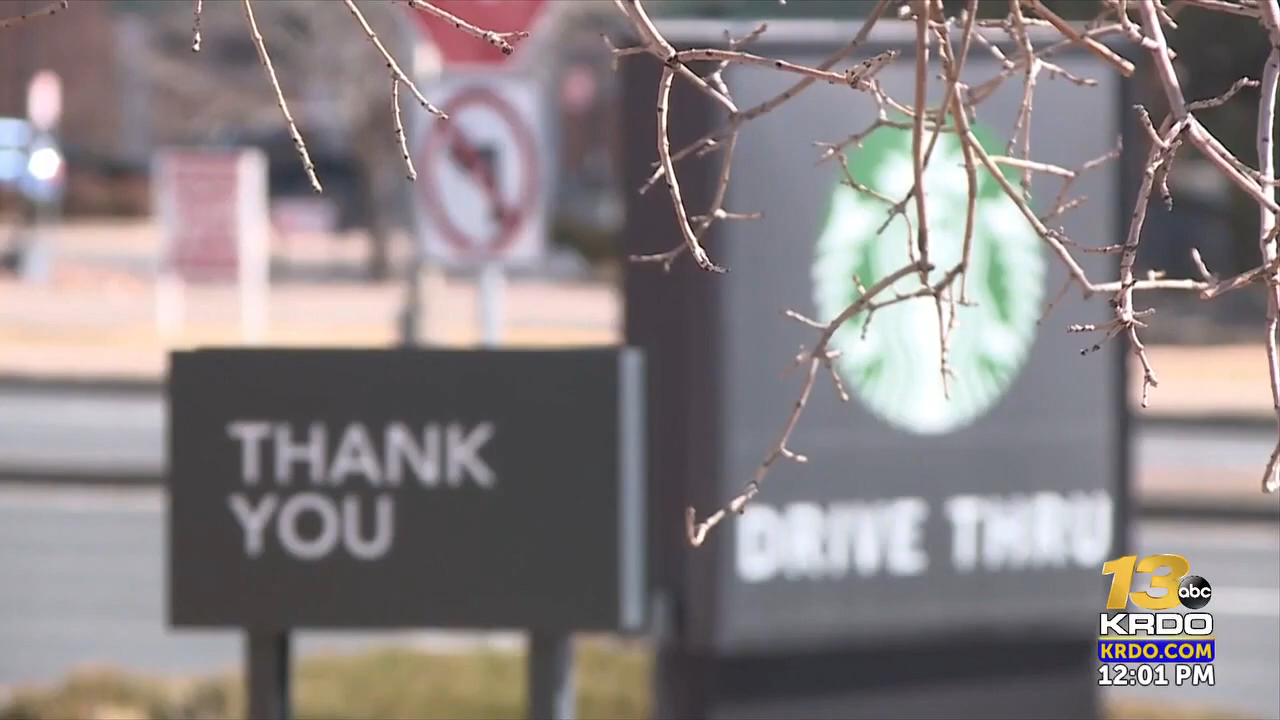 THANK
YOU
DRIVE THRU
13 abc
KRDO
KRDO.COM
12:01 PM